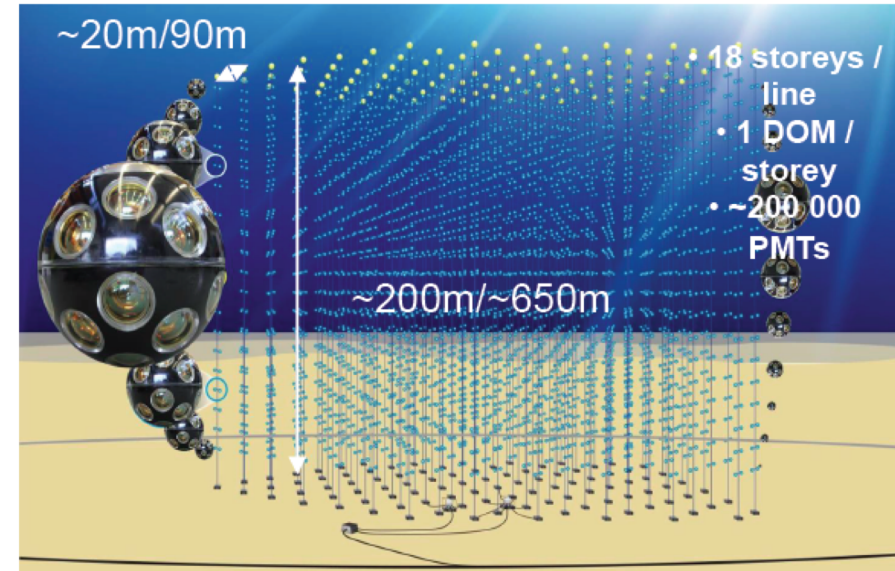 ~20m/90m
• 18 storeys /
line
• 1 DOM /
storey
• ~200 000
PMTs
~200m/~650m